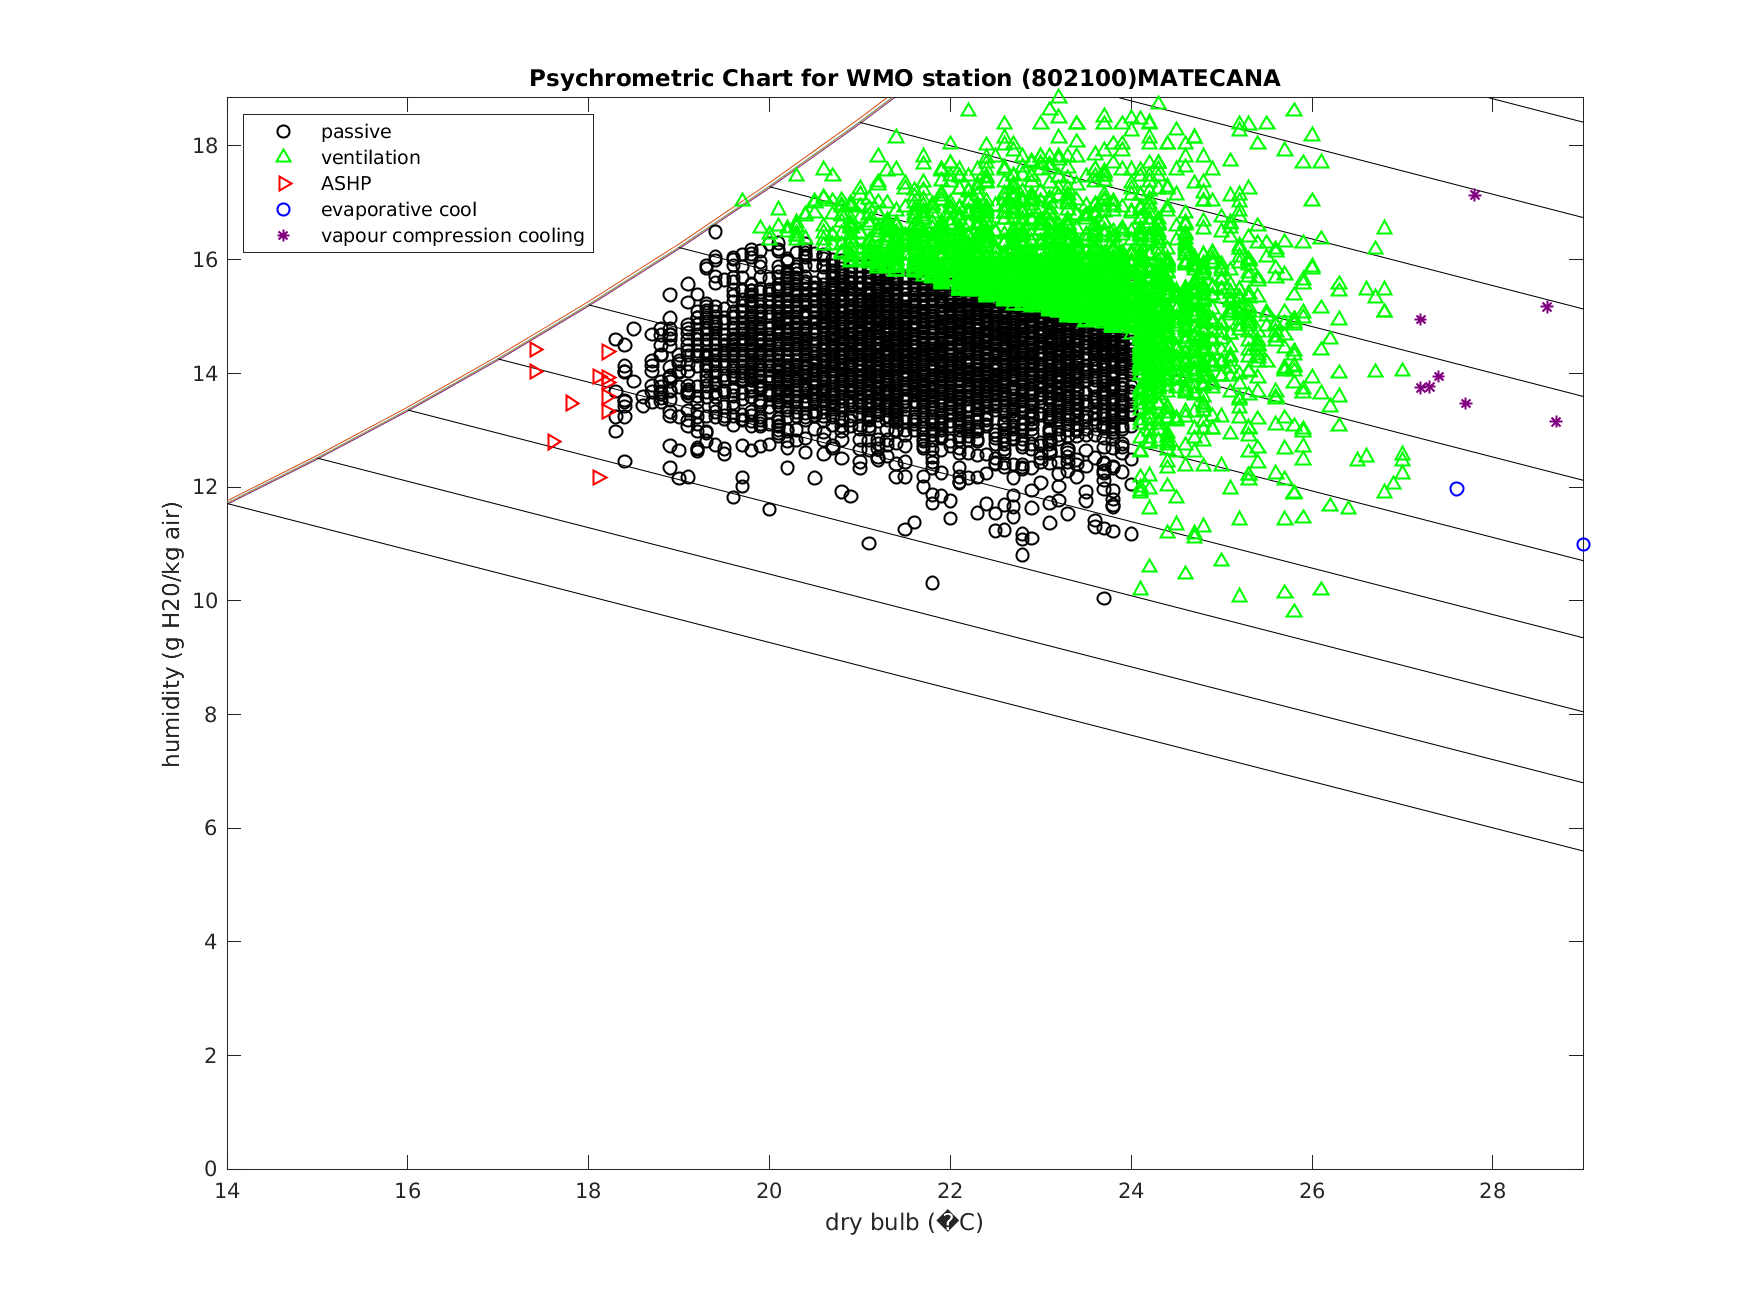 Psychrometric Chart for WMO station (802100)MATECANA
passive
ventilation
ASHP
evaporative cool
vapour compression cooling
humidity (g H20/kg air)
18
16
14
12
10
8
6
4
2
0
14 16 18 20 22 24 26 28
dry bulb (�C)